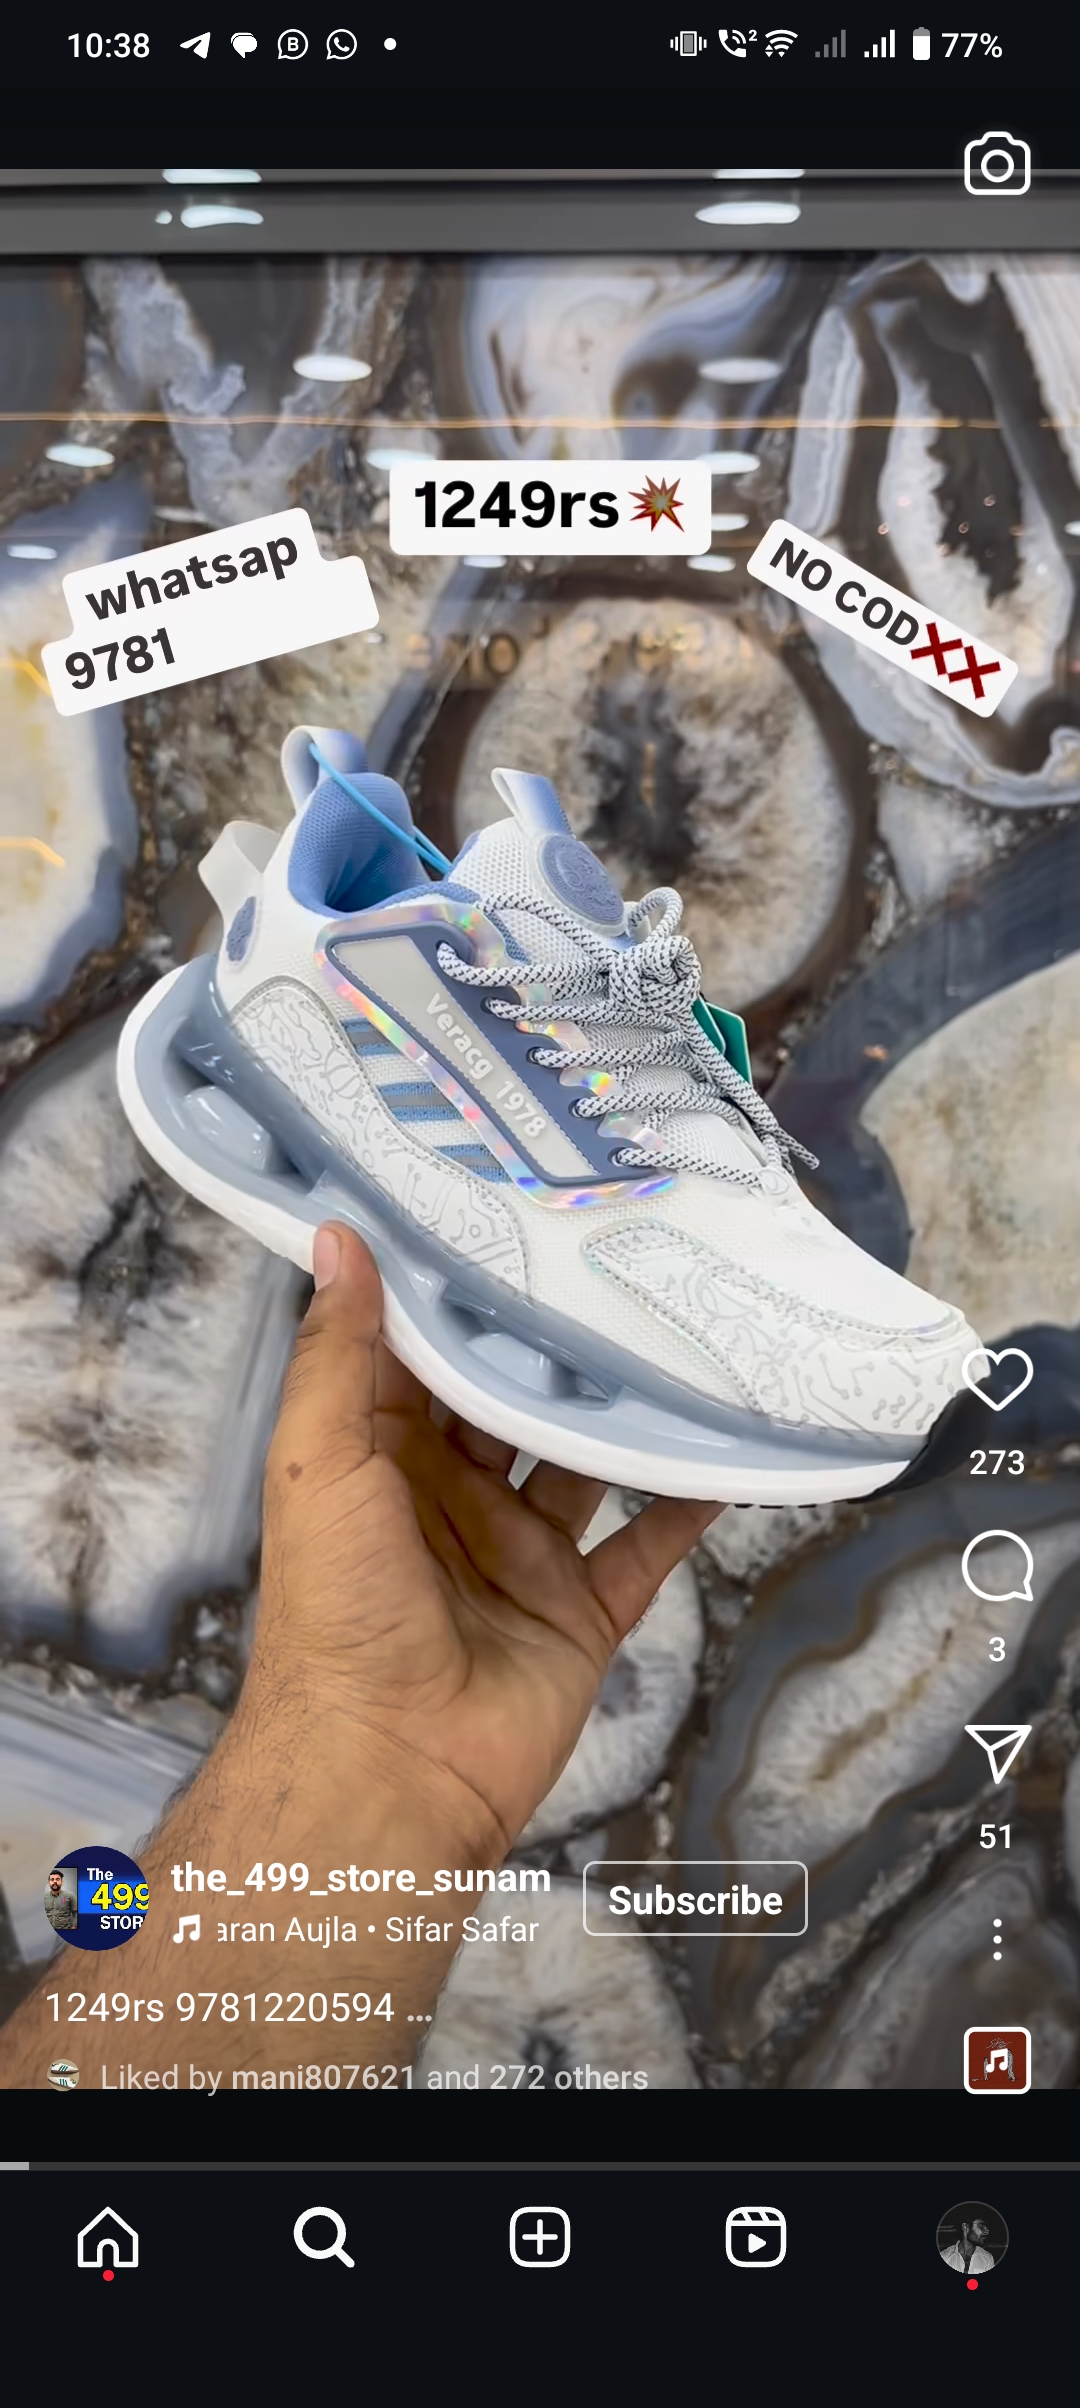 10:38
2
77%
1249rs💥
whatsap
9781
NO COD❌❌
Veracg 1978
The
499
STOR
the_499_store_sunam
Subscribe
aran Aujla • Sifar Safar
1249rs 9781220594 ...
Liked by mani807621 and 272 others
273
3
51